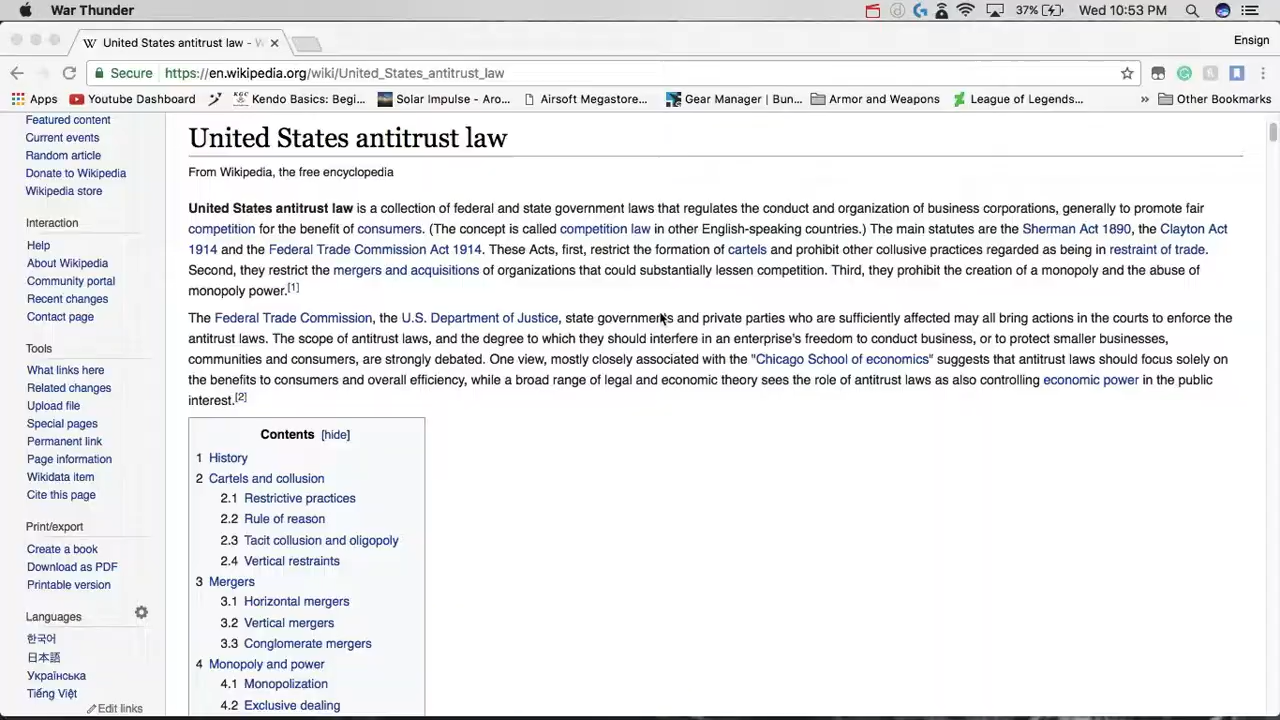 War Thunder
37%
Wed 10:53 PM
United States antitrust law - W
Ensign
Secure
https://en.wikipedia.org/wiki/United_States_antitrust_law
Apps
Youtube Dashboard
Kendo Basics: Begi...
Solar Impulse - Aro...
Airsoft Megastore...
Gear Manager | Bun...
Armor and Weapons
League of Legends...
»
Other Bookmarks
Featured content
Current events
Random article
Donate to Wikipedia
Wikipedia store
Interaction
Help
About Wikipedia
Community portal
Recent changes
Contact page
Tools
What links here
Related changes
Upload file
Special pages
Permanent link
Page information
Wikidata item
Cite this page
Print/export
Create a book
Download as PDF
Printable version
Languages
한국어
日本語
Українська
Tiếng Việt
Edit links
United States antitrust law
From Wikipedia, the free encyclopedia
United States antitrust law is a collection of federal and state government laws that regulates the conduct and organization of business corporations, generally to promote fair
competition for the benefit of consumers. (The concept is called competition law in other English-speaking countries.) The main statutes are the Sherman Act 1890, the Clayton Act
1914 and the Federal Trade Commission Act 1914. These Acts, first, restrict the formation of cartels and prohibit other collusive practices regarded as being in restraint of trade.
Second, they restrict the mergers and acquisitions of organizations that could substantially lessen competition. Third, they prohibit the creation of a monopoly and the abuse of
monopoly power.[1]
The Federal Trade Commission, the U.S. Department of Justice, state governments and private parties who are sufficiently affected may all bring actions in the courts to enforce the
antitrust laws. The scope of antitrust laws, and the degree to which they should interfere in an enterprise's freedom to conduct business, or to protect smaller businesses,
communities and consumers, are strongly debated. One view, mostly closely associated with the "Chicago School of economics" suggests that antitrust laws should focus solely on
the benefits to consumers and overall efficiency, while a broad range of legal and economic theory sees the role of antitrust laws as also controlling economic power in the public
interest.[2]
Contents [hide]
1 History
2 Cartels and collusion
2.1 Restrictive practices
2.2 Rule of reason
2.3 Tacit collusion and oligopoly
2.4 Vertical restraints
3 Mergers
3.1 Horizontal mergers
3.2 Vertical mergers
3.3 Conglomerate mergers
4 Monopoly and power
4.1 Monopolization
4.2 Exclusive dealing